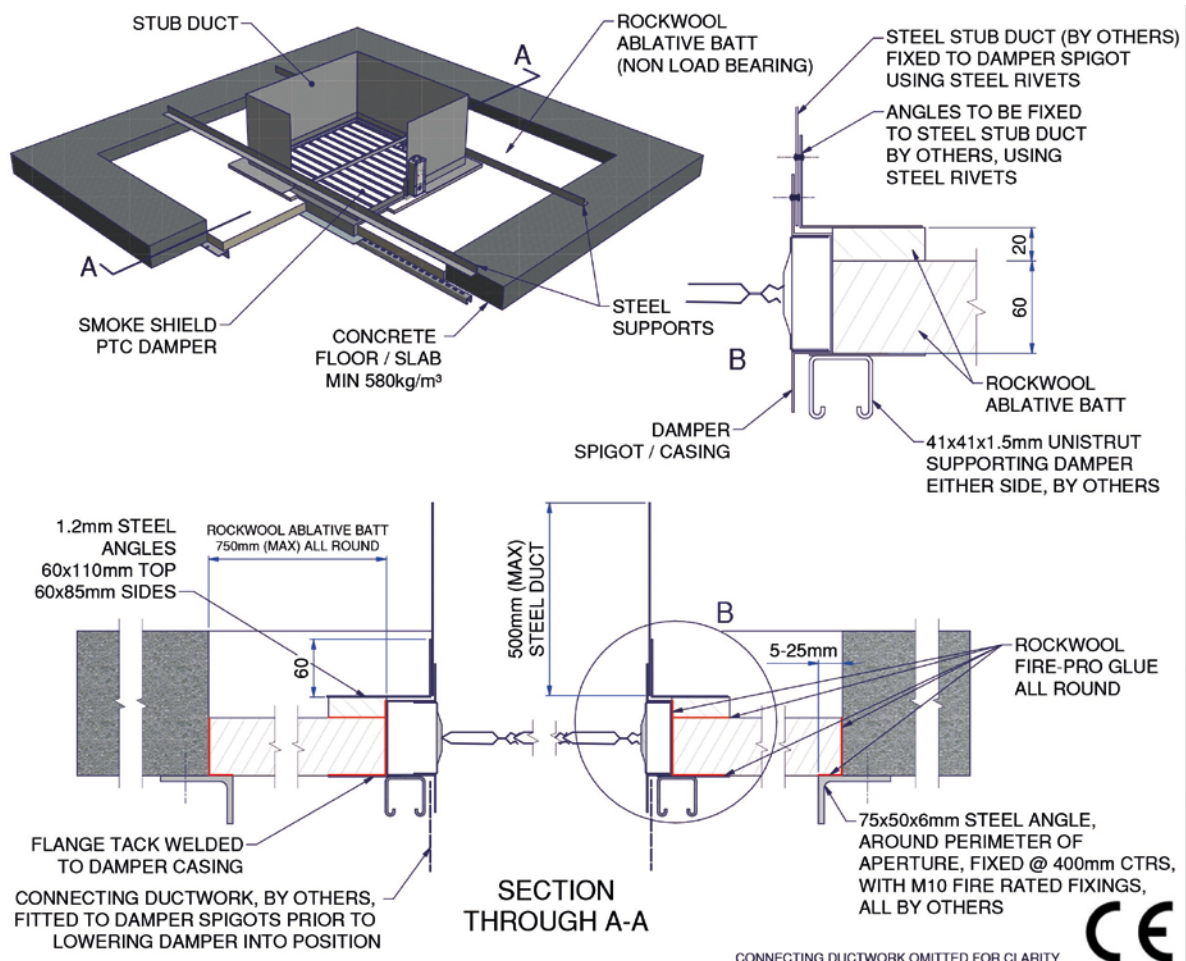 STUB DUCT
ROCKWOOL
ABLATIVE BATT
(NON LOAD BEARING)
A
A
SMOKE SHIELD
PTC DAMPER
CONCRETE
FLOOR / SLAB
MIN 580kg/m³
STEEL
SUPPORTS
STEEL STUB DUCT (BY OTHERS)
FIXED TO DAMPER SPIGOT
USING STEEL RIVETS
ANGLES TO BE FIXED
TO STEEL STUB DUCT
BY OTHERS, USING
STEEL RIVETS
20
60
B
ROCKWOOL
ABLATIVE BATT
DAMPER
SPIGOT / CASING
41x41x1.5mm UNISTRUT
SUPPORTING DAMPER
EITHER SIDE, BY OTHERS
1.2mm STEEL
ANGLES
60x110mm TOP
60x85mm SIDES
ROCKWOOL ABLATIVE BATT
750mm (MAX) ALL ROUND
60
500mm (MAX)
STEEL DUCT
B
5-25mm
ROCKWOOL
FIRE-PRO GLUE
ALL ROUND
FLANGE TACK WELDED
TO DAMPER CASING
CONNECTING DUCTWORK, BY OTHERS,
FITTED TO DAMPER SPIGOTS PRIOR TO
LOWERING DAMPER INTO POSITION
SECTION
THROUGH A-A
75x50x6mm STEEL ANGLE,
AROUND PERIMETER OF
APERTURE, FIXED @ 400mm CTRS,
WITH M10 FIRE RATED FIXINGS,
ALL BY OTHERS
CE
CONNECTING DUCTWORK OMITTED FOR CLARITY